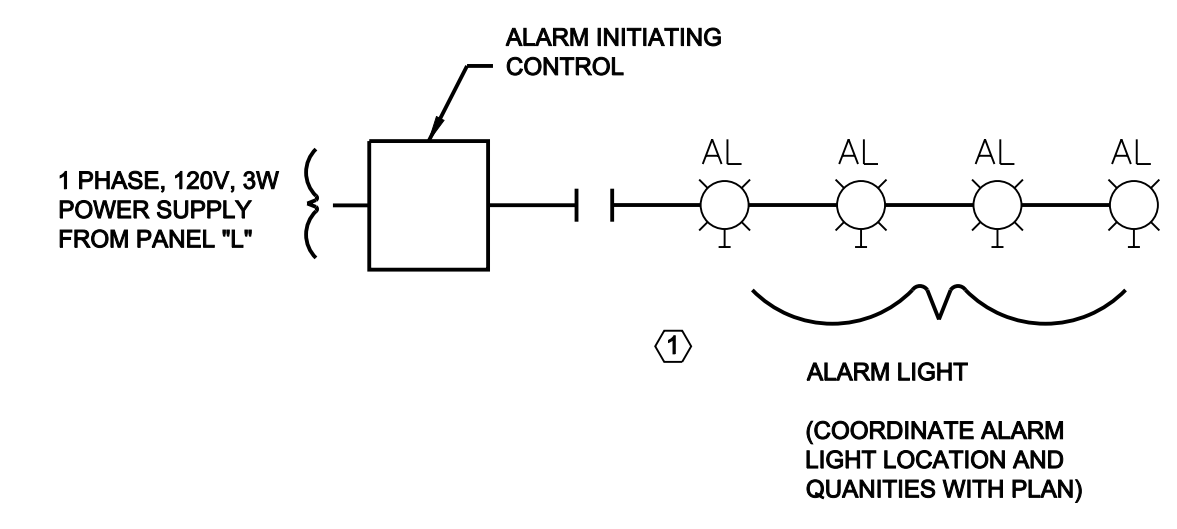 ALARM INITIATING
CONTROL
AL AL AL AL
1 PHASE, 120V, 3W
POWER SUPPLY
FROM PANEL "L"
1
ALARM LIGHT
(COORDINATE ALARM
LIGHT LOCATION AND
QUANITIES WITH PLAN)